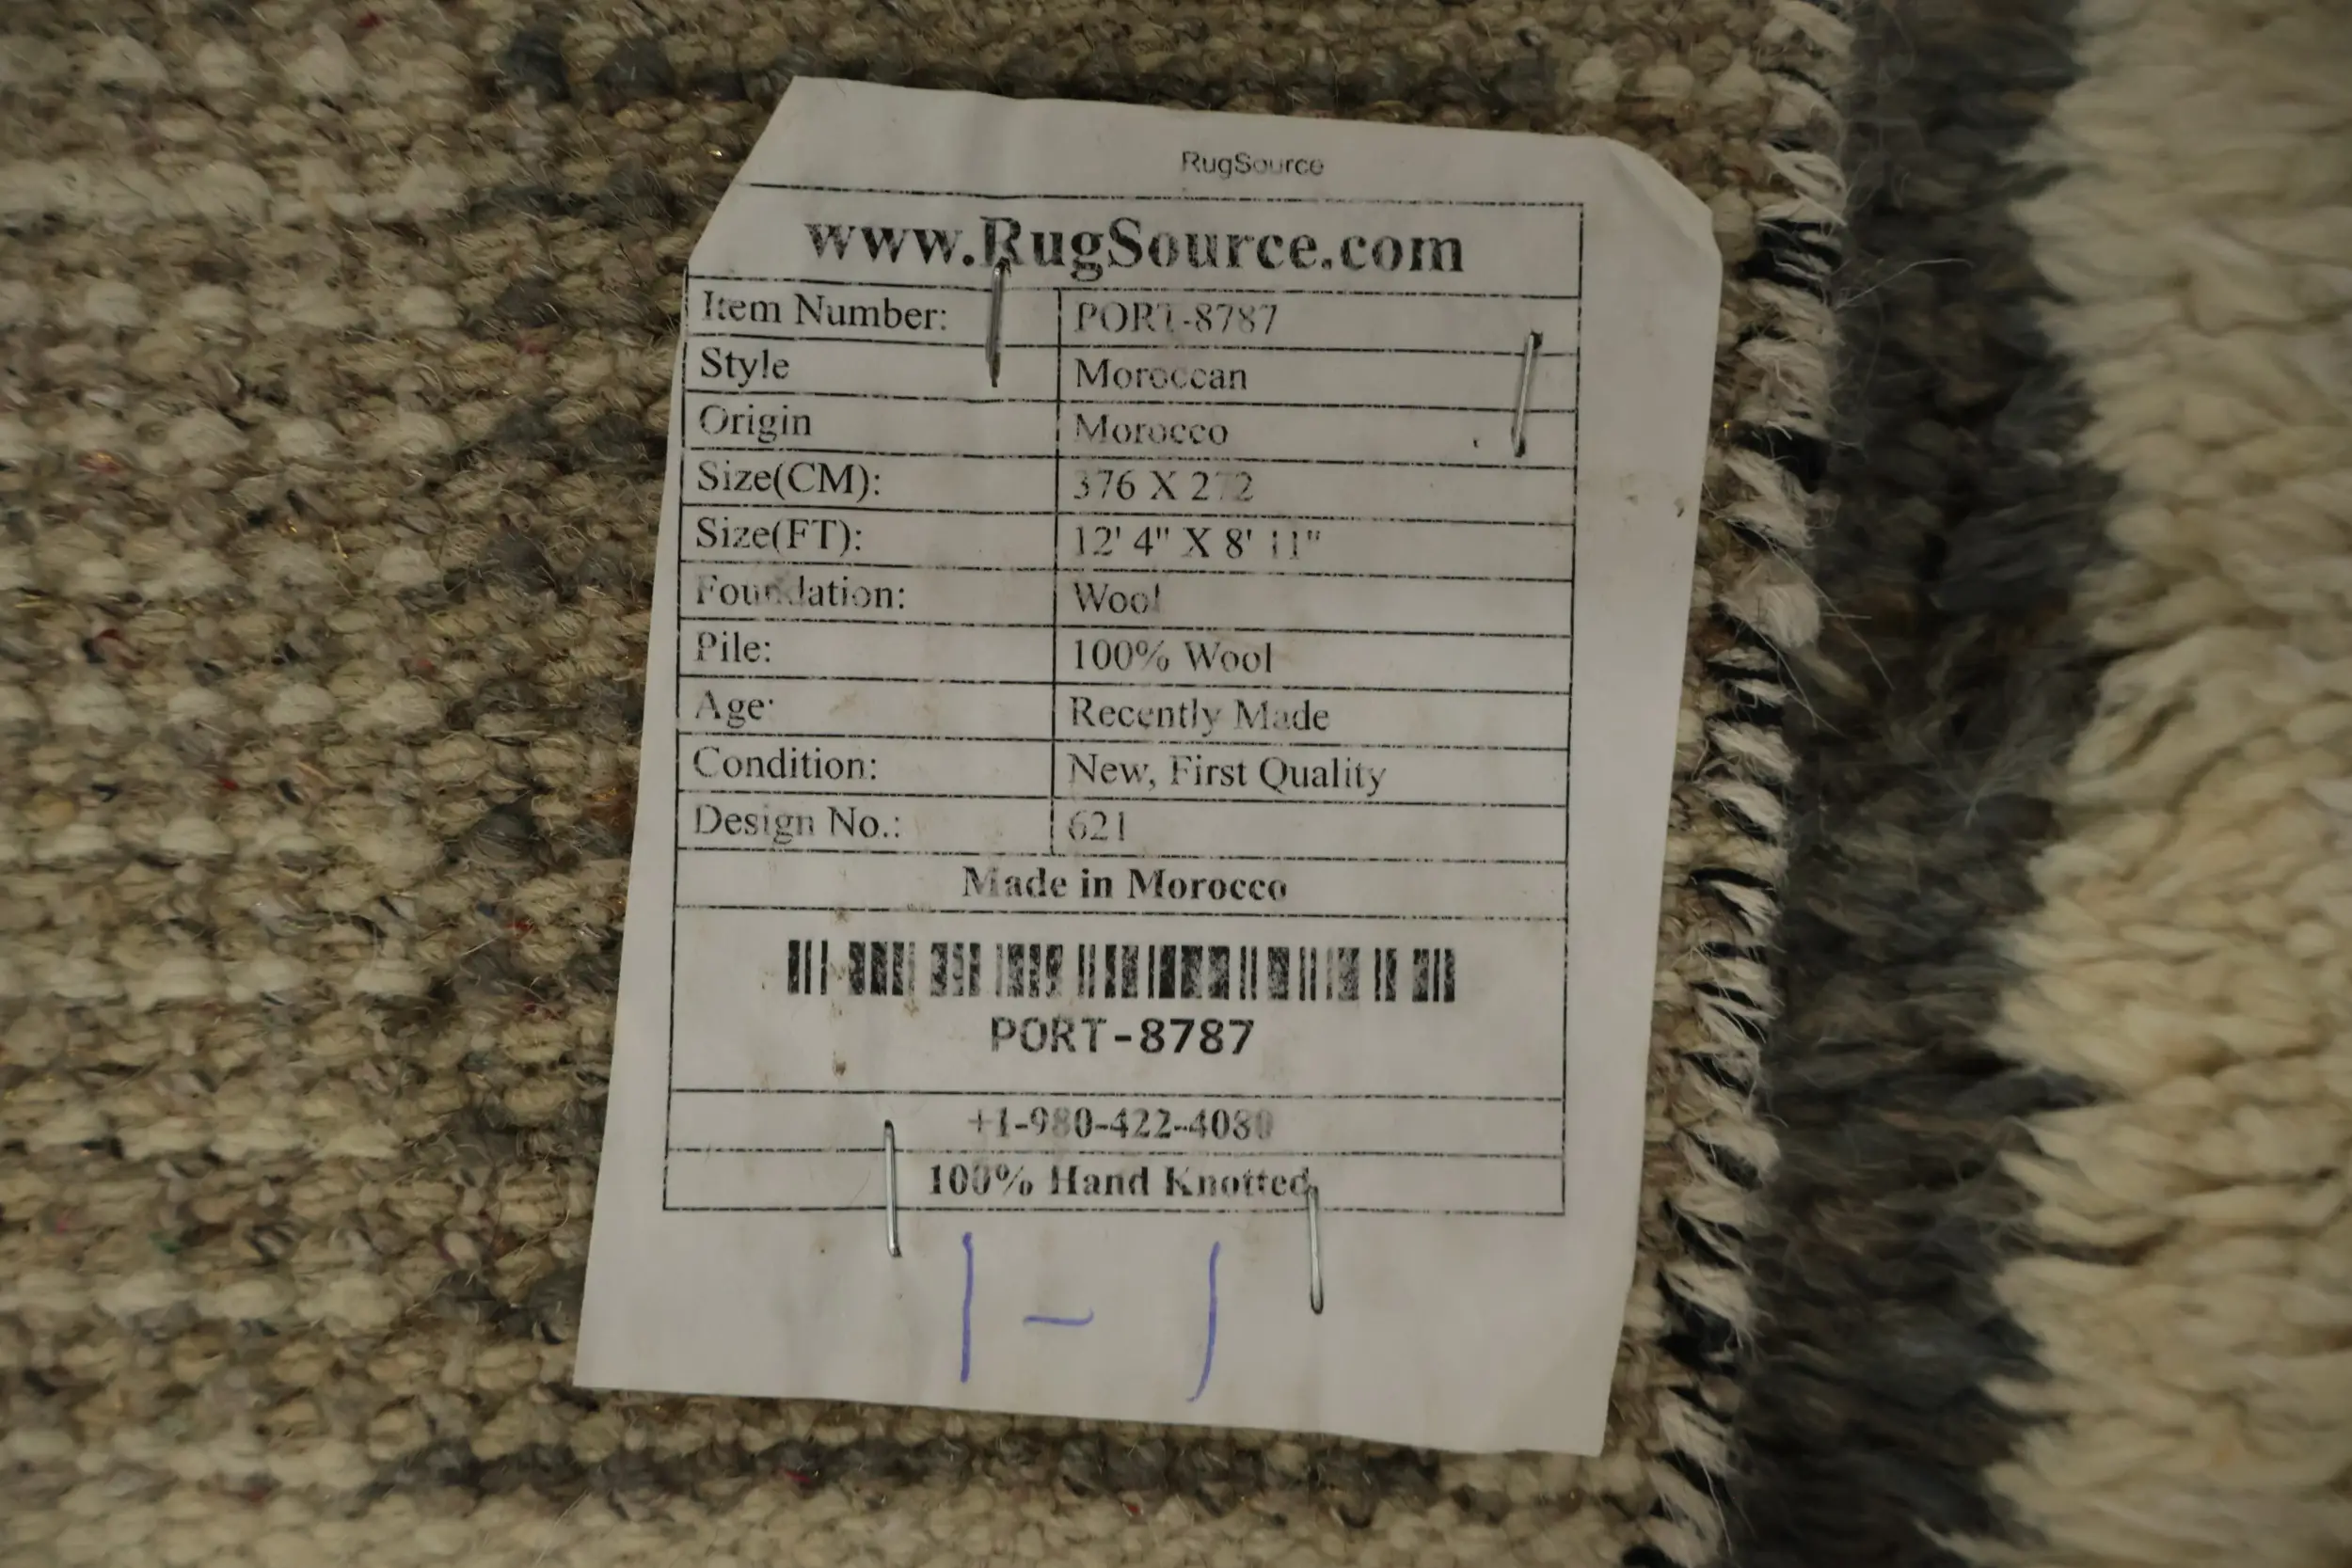 RugSource
www.RugSource.com
Item Number: PORT-8787
Style Moroccan
Origin Morocco
Size(CM): 376 X 272
Size(FT): 12' 4" X 8' 11"
Foundation: Wool
Pile: 100% Wool
Age: Recently Made
Condition: New, First Quality
Design No.: 621
Made in Morocco
PORT-8787
+1-980-422-4080
100% Hand Knotted
1-1